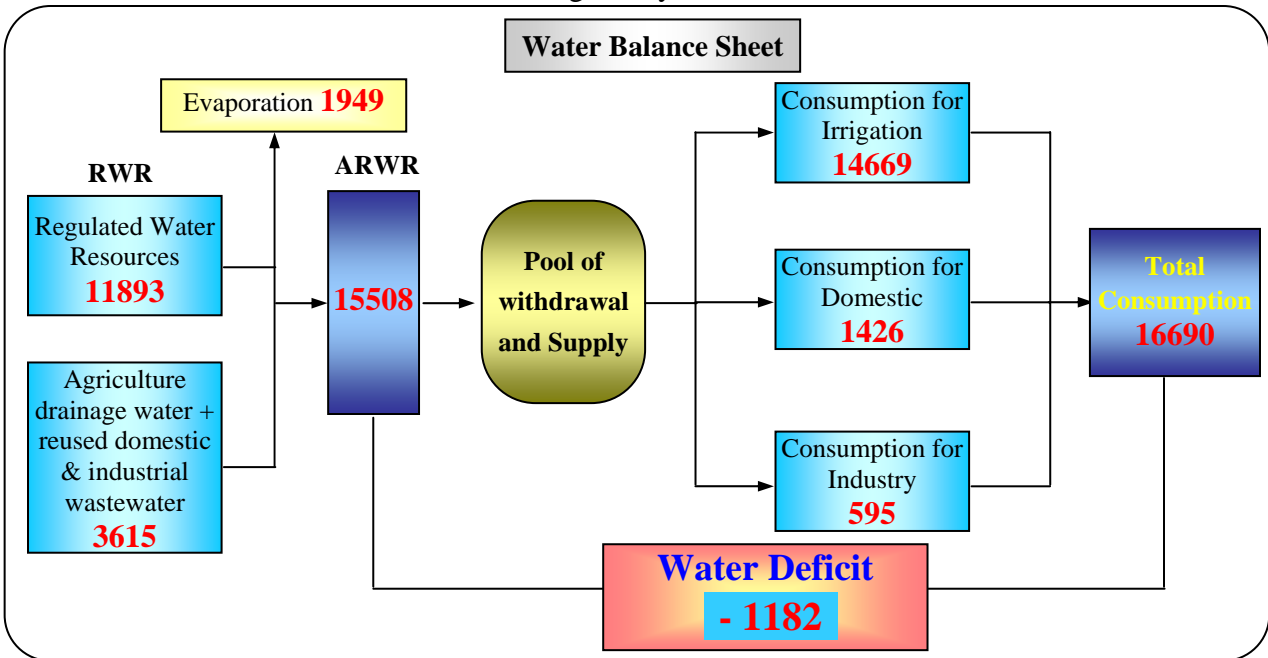 Water Balance Sheet
Evaporation 1949
RWR
Regulated Water
Resources
11893
Agriculture
drainage water +
reused domestic
& industrial
wastewater
3615
ARWR
15508
Pool of
withdrawal
and Supply
Consumption for
Irrigation
14669
Consumption for
Domestic
1426
Consumption for
Industry
595
Total
Consumption
16690
Water Deficit
- 1182